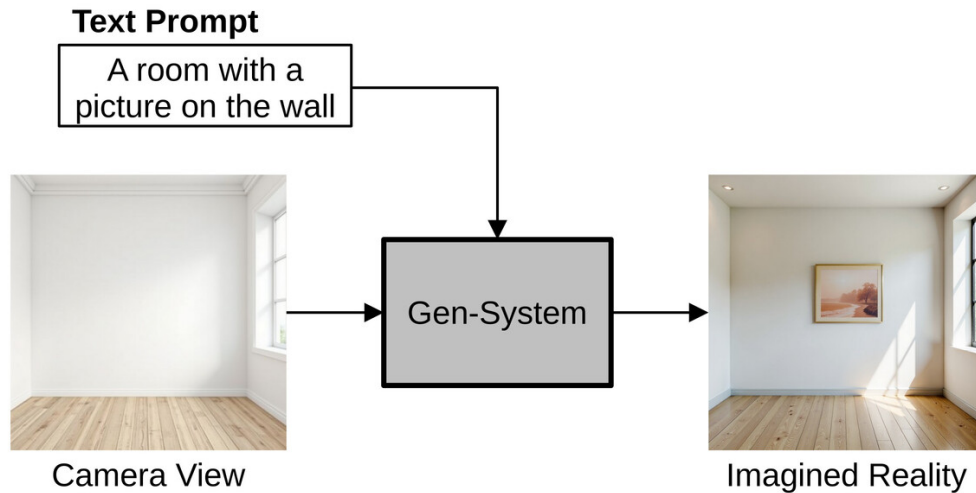 Text Prompt
A room with a
picture on the wall
Gen-System
Camera View
Imagined Reality